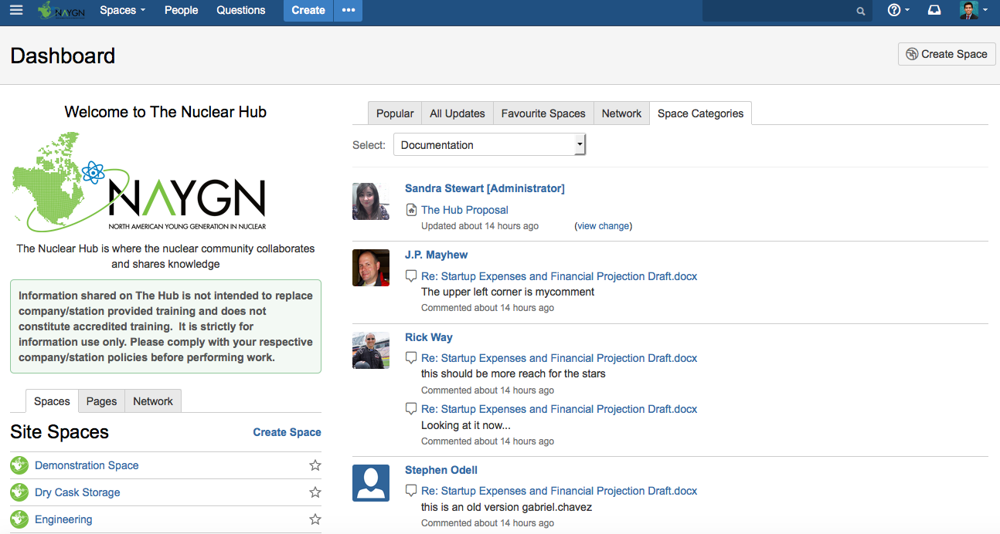 NAYGN
Spaces People Questions Create •••
Dashboard
Create Space
Welcome to The Nuclear Hub
NAYGN
NORTH AMERICAN YOUNG GENERATION IN NUCLEAR
The Nuclear Hub is where the nuclear community collaborates
and shares knowledge
Information shared on The Hub is not intended to replace
company/station provided training and does not
constitute accredited training.  It is strictly for
information use only. Please comply with your respective
company/station policies before performing work.
Spaces Pages Network
Site Spaces Create Space
Demonstration Space
Dry Cask Storage
Engineering
Popular All Updates Favourite Spaces Network Space Categories
Select: Documentation
Sandra Stewart [Administrator]
The Hub Proposal
Updated about 14 hours ago (view change)
J.P. Mayhew
Re: Startup Expenses and Financial Projection Draft.docx
The upper left corner is mycomment
Commented about 14 hours ago
Rick Way
Re: Startup Expenses and Financial Projection Draft.docx
this should be more reach for the stars
Commented about 14 hours ago
Re: Startup Expenses and Financial Projection Draft.docx
Looking at it now...
Commented about 14 hours ago
Stephen Odell
Re: Startup Expenses and Financial Projection Draft.docx
this is an old version gabriel.chavez
Commented about 14 hours ago